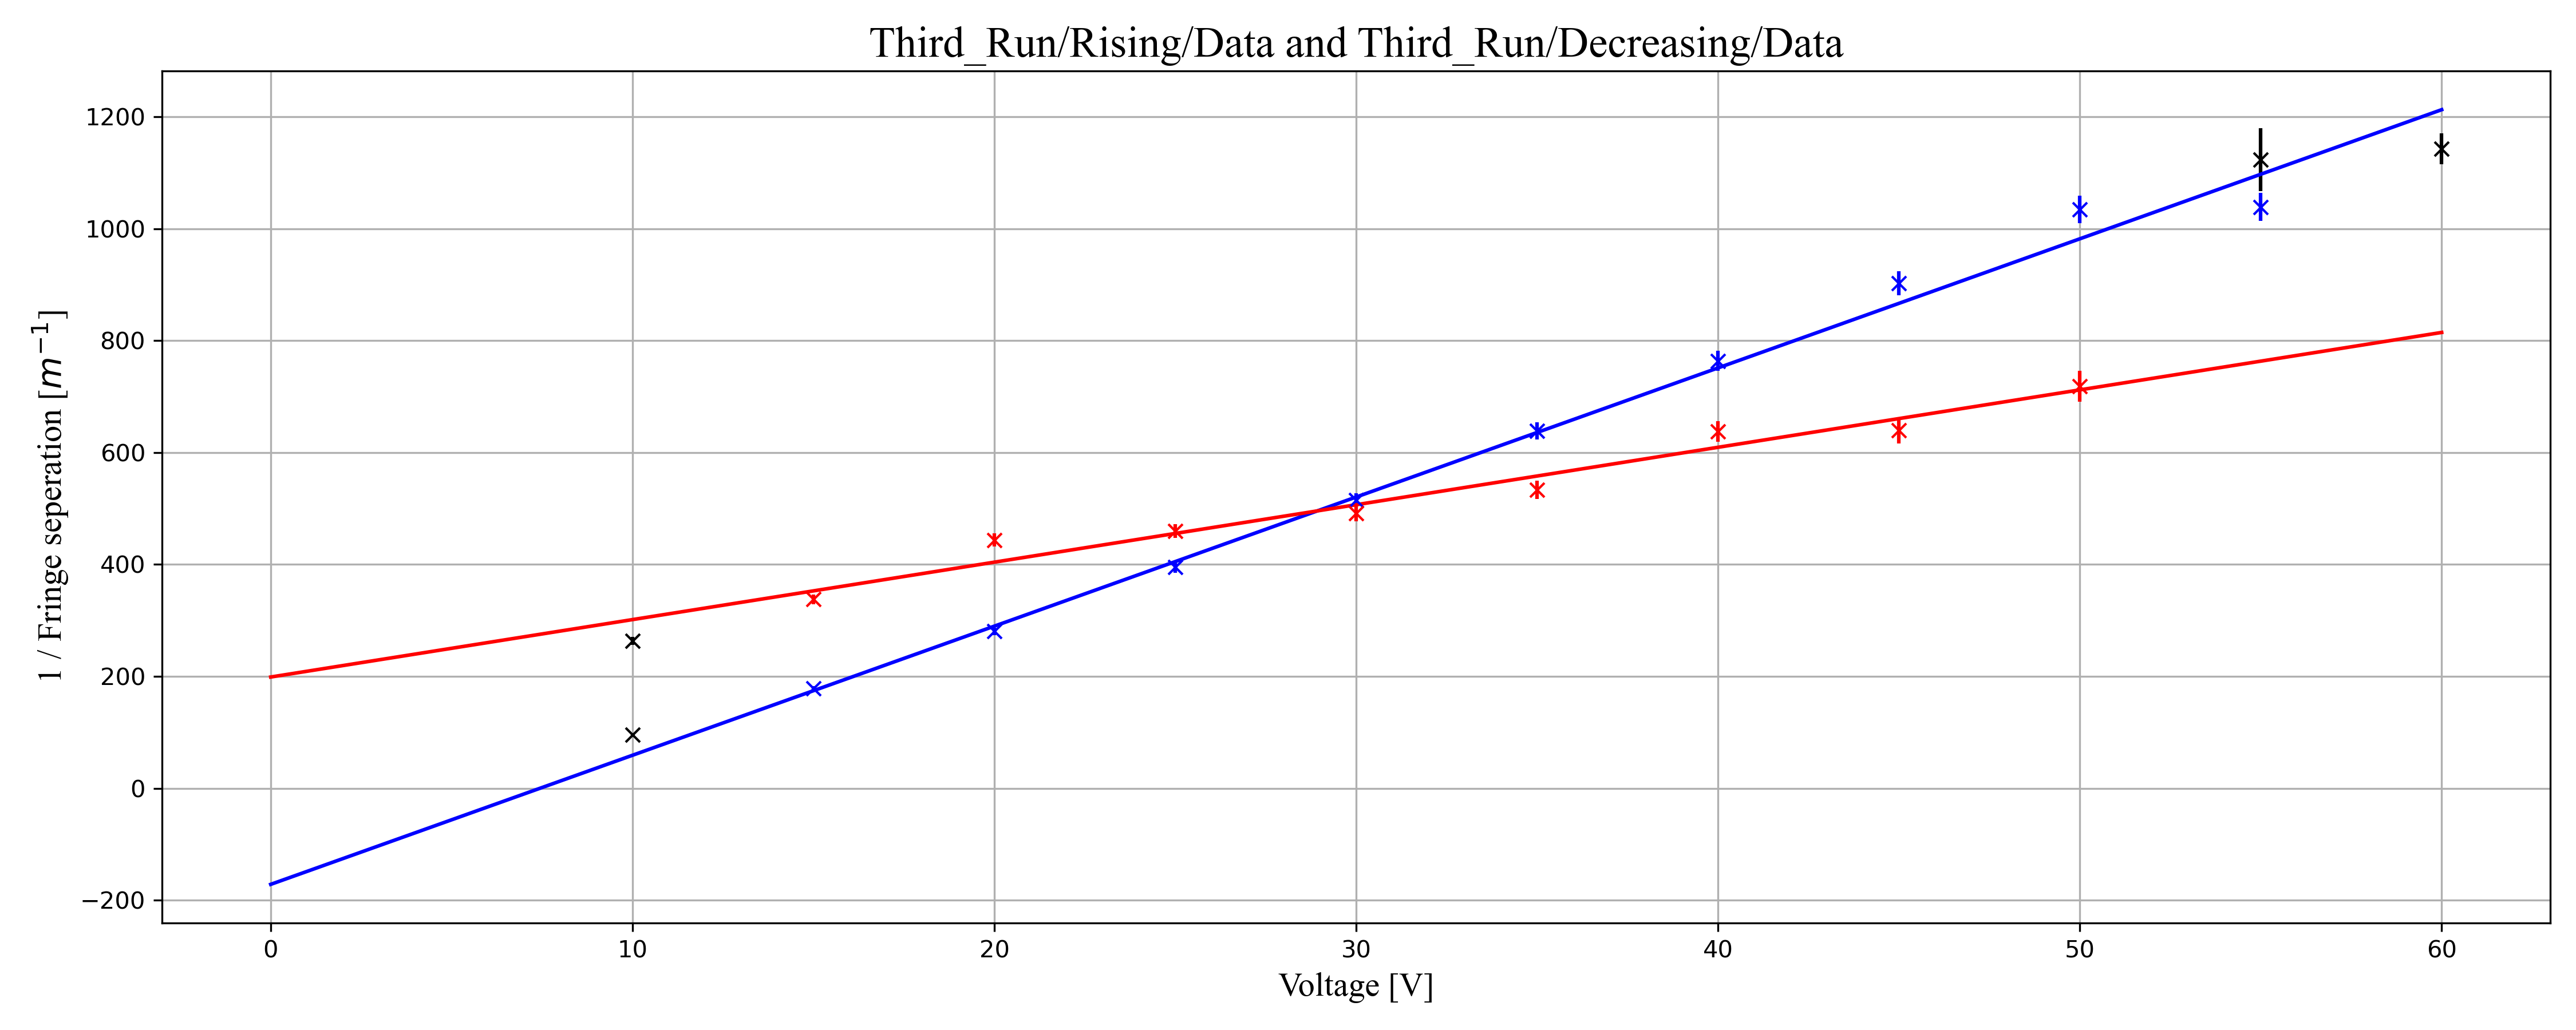 Third_Run/Rising/Data and Third_Run/Decreasing/Data
1200
1000
800
600
400
200
0
−200
1 / Fringe seperation [m⁻¹]
0 10 20 30 40 50 60
Voltage [V]